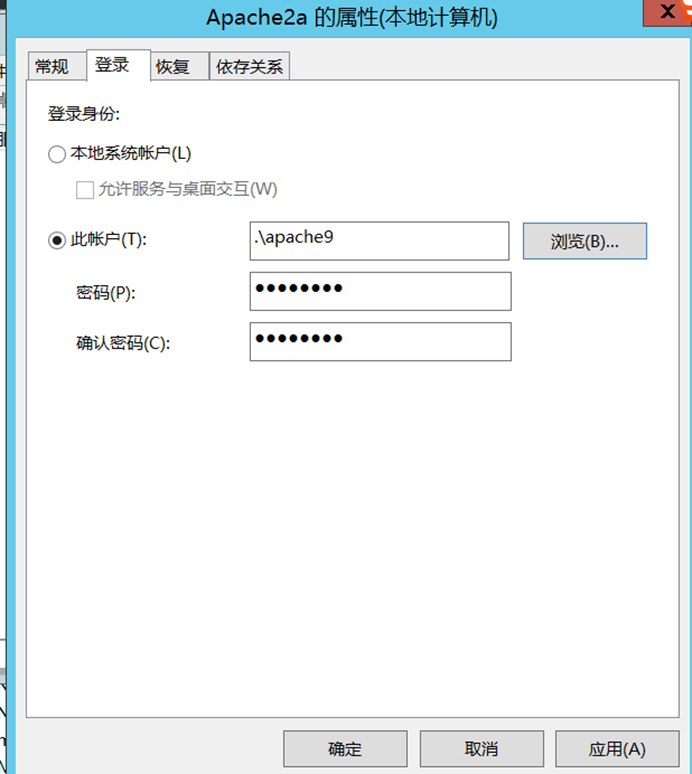 Apache2a 的属性(本地计算机)
常规 登录 恢复 依存关系
登录身份:
本地系统帐户(L)
允许服务与桌面交互(W)
此帐户(T): .\apache9 浏览(B)...
密码(P): ●●●●●●●●
确认密码(C): ●●●●●●●●
确定 取消 应用(A)